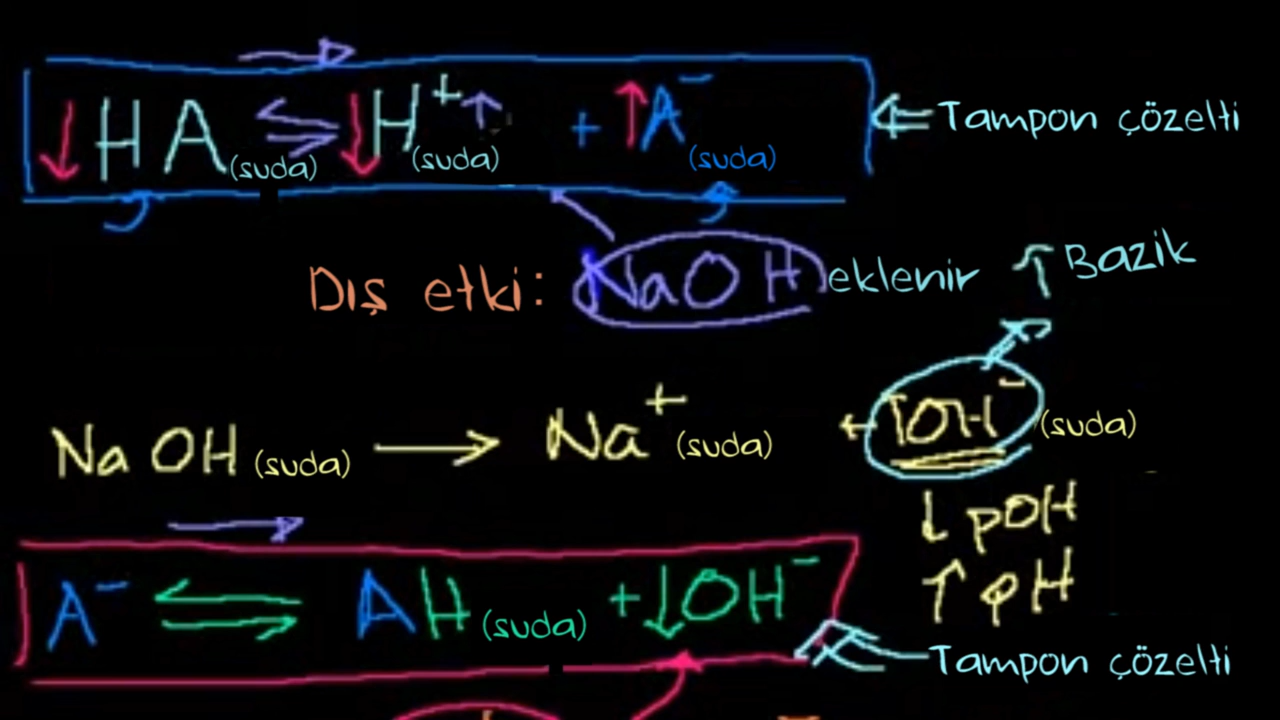 ↓HA(suda) ⇌ ↓H⁺↑(suda) + ↑A⁻(suda) ⇐ Tampon çözelti
Dış etki: NaOH eklenir ↑ Bazik
NaOH(suda) → Na⁺(suda) + ↑OH⁻(suda)
↓ pOH
↑ pH
A⁻ ⇌ AH(suda) + ↓OH⁻
Tampon çözelti